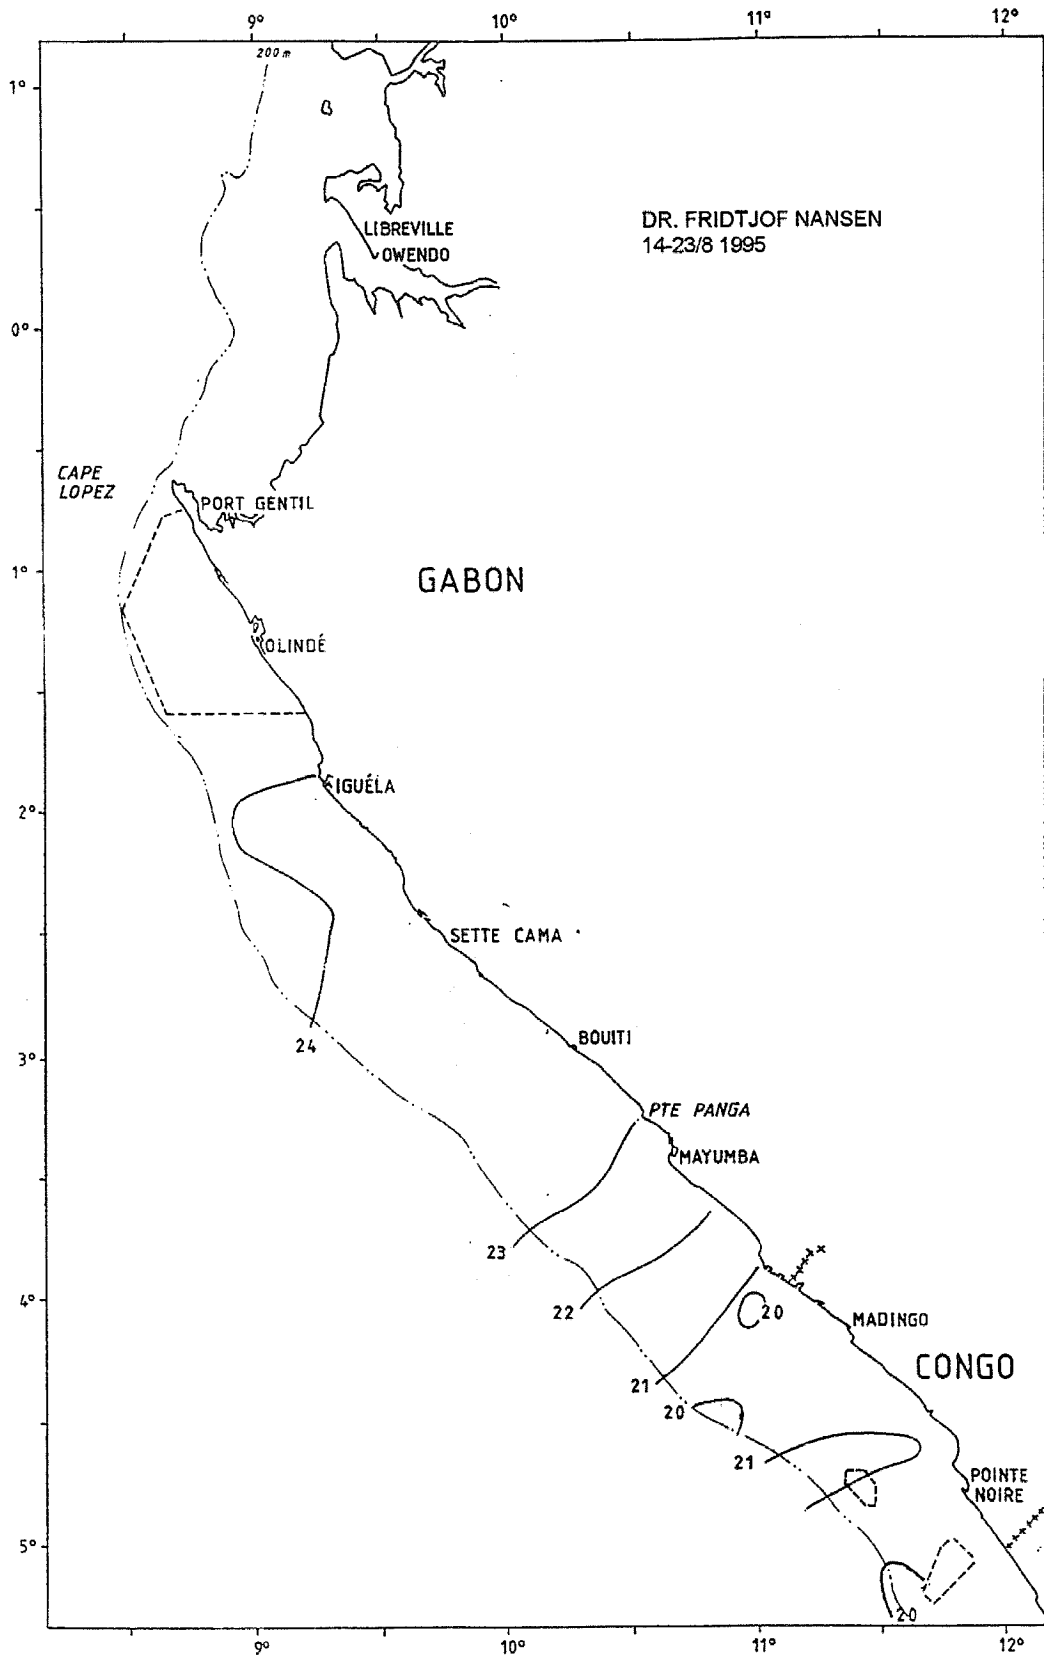 9° 10° 11° 12°
200 m
1°
LIBREVILLE
OWENDO
DR. FRIDTJOF NANSEN
14-23/8 1995
0°
CAPE
LOPEZ
PORT GENTIL
1°
GABON
OLINDÉ
IGUÉLA
2°
SETTE CAMA
BOUITI
24
3°
PTE PANGA
MAYUMBA
23
4°
22
20
MADINGO
CONGO
21
20
21
POINTE
NOIRE
5°
20
9° 10° 11° 12°